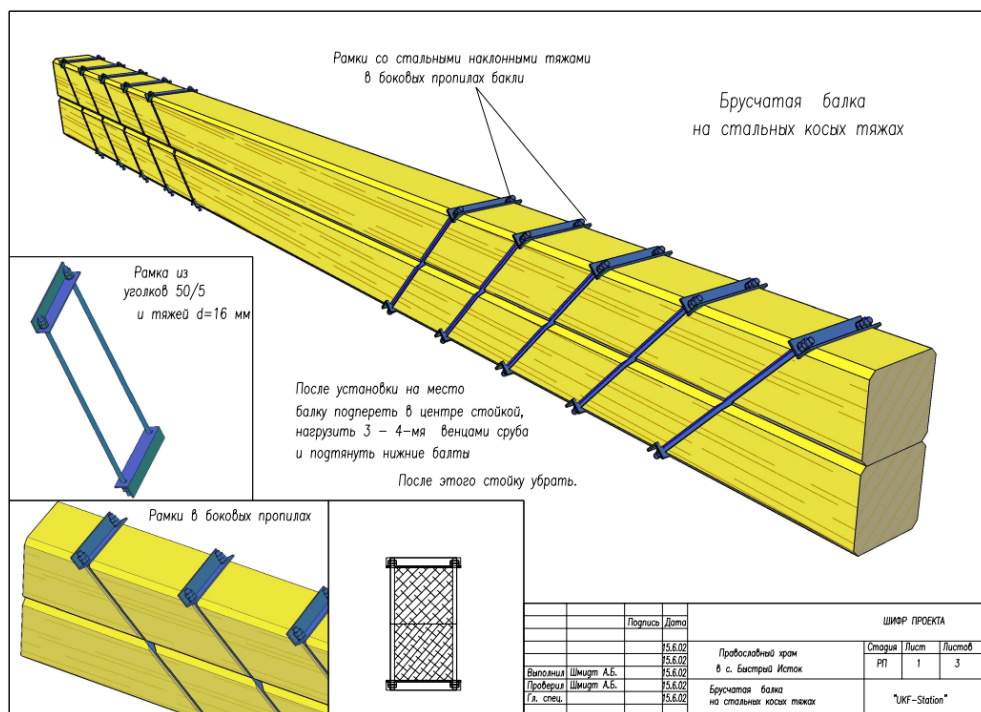 Рамки со стальными наклонными тяжами
в боковых пропилах бакли
Брусчатая балка
на стальных косых тяжах
Рамка из
уголков 50/5
и тяжей d=16 мм
После установки на место
балку подпереть в центре стойкой,
нагрузить 3 – 4-мя венцами сруба
и подтянуть нижние балты
После этого стойку убрать.
Рамки в боковых пропилах
Подпись Дата
ШИФР ПРОЕКТА
15.6.02
15.6.02
Православный храм
в с. Быстрый Исток
Стадия Лист Листов
РП 1 3
Выполнил Шмидт А.Б. 15.6.02
Проверил Шмидт А.Б. 15.6.02
Гл. спец. 15.6.02
Брусчатая балка
на стальных косых тяжах
"UKF-Station"